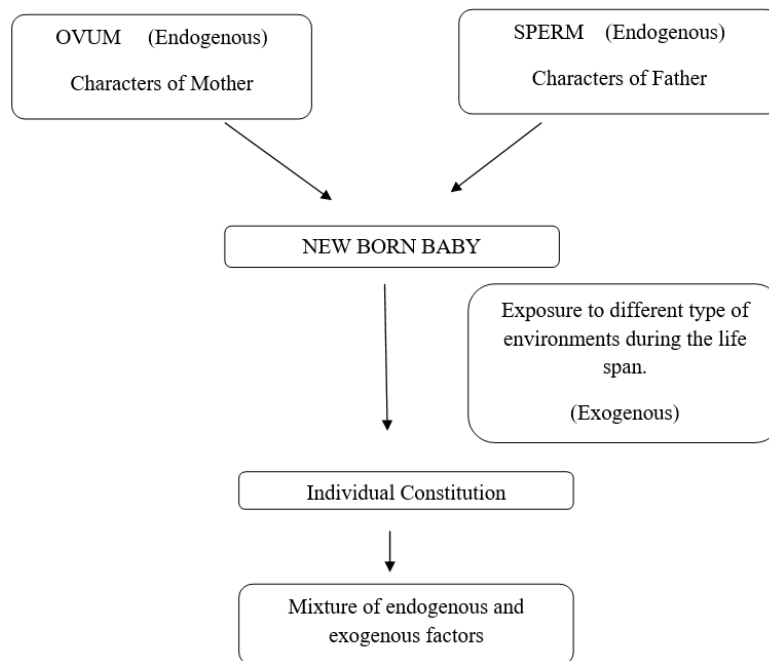 OVUM (Endogenous)
Characters of Mother
SPERM (Endogenous)
Characters of Father
NEW BORN BABY
Exposure to different type of
environments during the life
span.
(Exogenous)
Individual Constitution
Mixture of endogenous and
exogenous factors